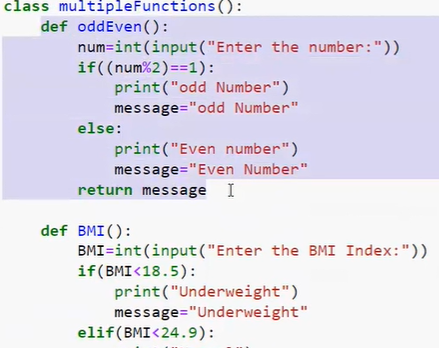 class multipleFunctions():
def oddEven():
num=int(input("Enter the number:"))
if((num%2)==1):
print("odd Number")
message="odd Number"
else:
print("Even number")
message="Even Number"
return message
def BMI():
BMI=int(input("Enter the BMI Index:"))
if(BMI<18.5):
print("Underweight")
message="Underweight"
elif(BMI<24.9):